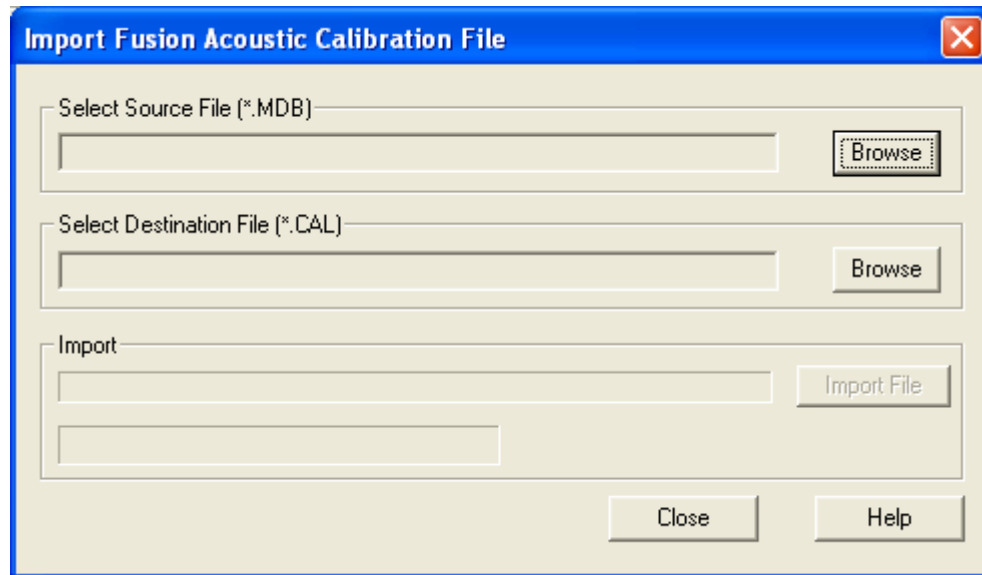 Import Fusion Acoustic Calibration File
Select Source File (*.MDB)
Browse
Select Destination File (*.CAL)
Browse
Import
Import File
Close
Help